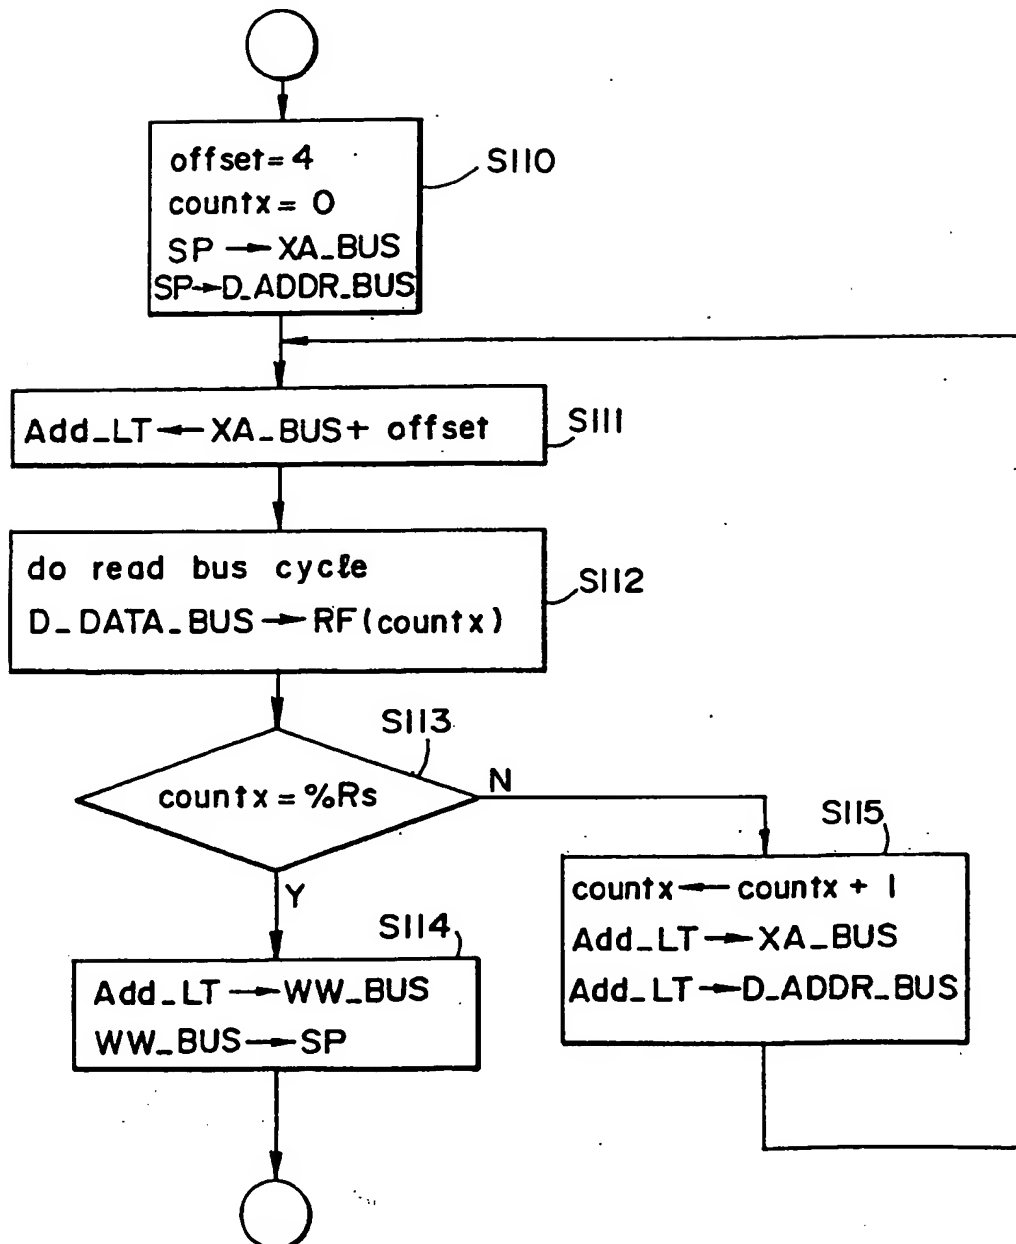 offset=4
countx=0
SP→XA_BUS
SP→D_ADDR_BUS
S110
Add_LT←XA_BUS+ offset
S111
do read bus cycle
D_DATA_BUS→RF(countx)
S112
S113
countx=%Rs
N
Y
S115
countx←countx+1
Add_LT→XA_BUS
Add_LT→D_ADDR_BUS
S114
Add_LT→WW_BUS
WW_BUS→SP